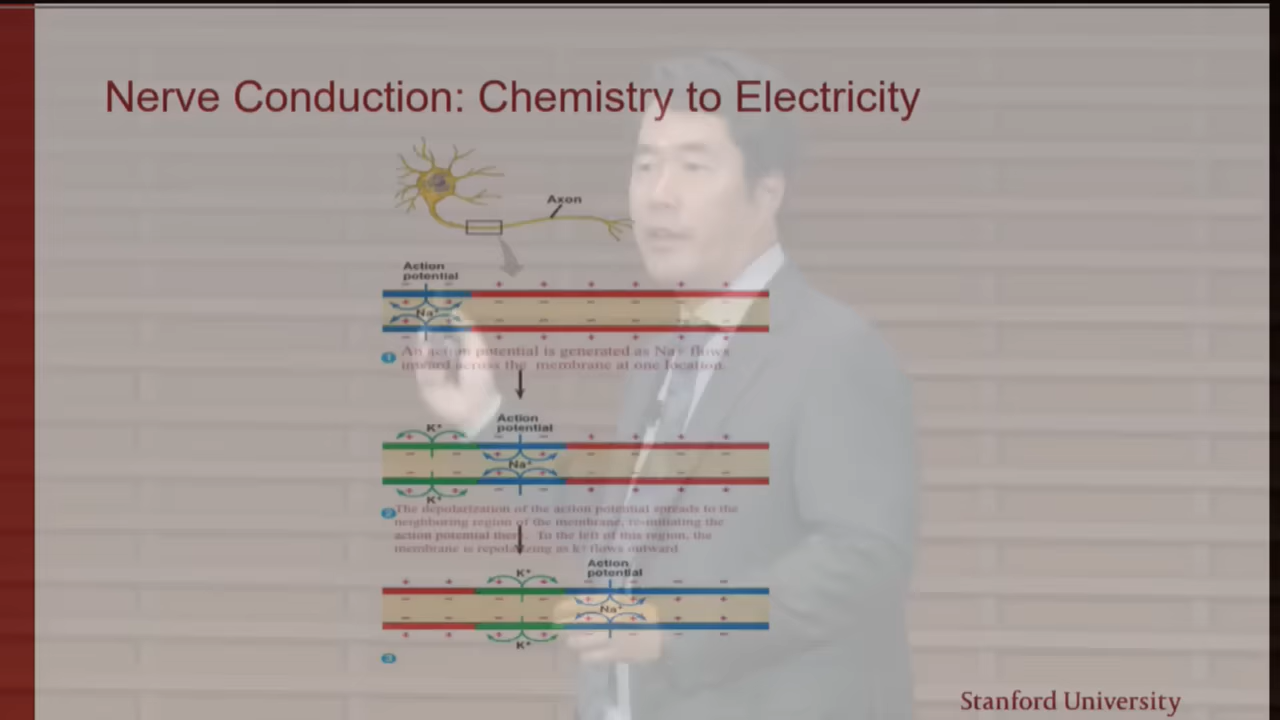 Nerve Conduction: Chemistry to Electricity
Axon
Action
potential
Na⁺
1 An action potential is generated as Na+ flows
inward across the membrane at one location.
K⁺
Action
potential
Na⁺
K⁺
2 The depolarization of the action potential spreads to the
neighboring region of the membrane, re-initiating the
action potential there. To the left of this region, the
membrane is repolarizing as k+ flows outward
K⁺
Action
potential
Na⁺
K⁺
3
Stanford University